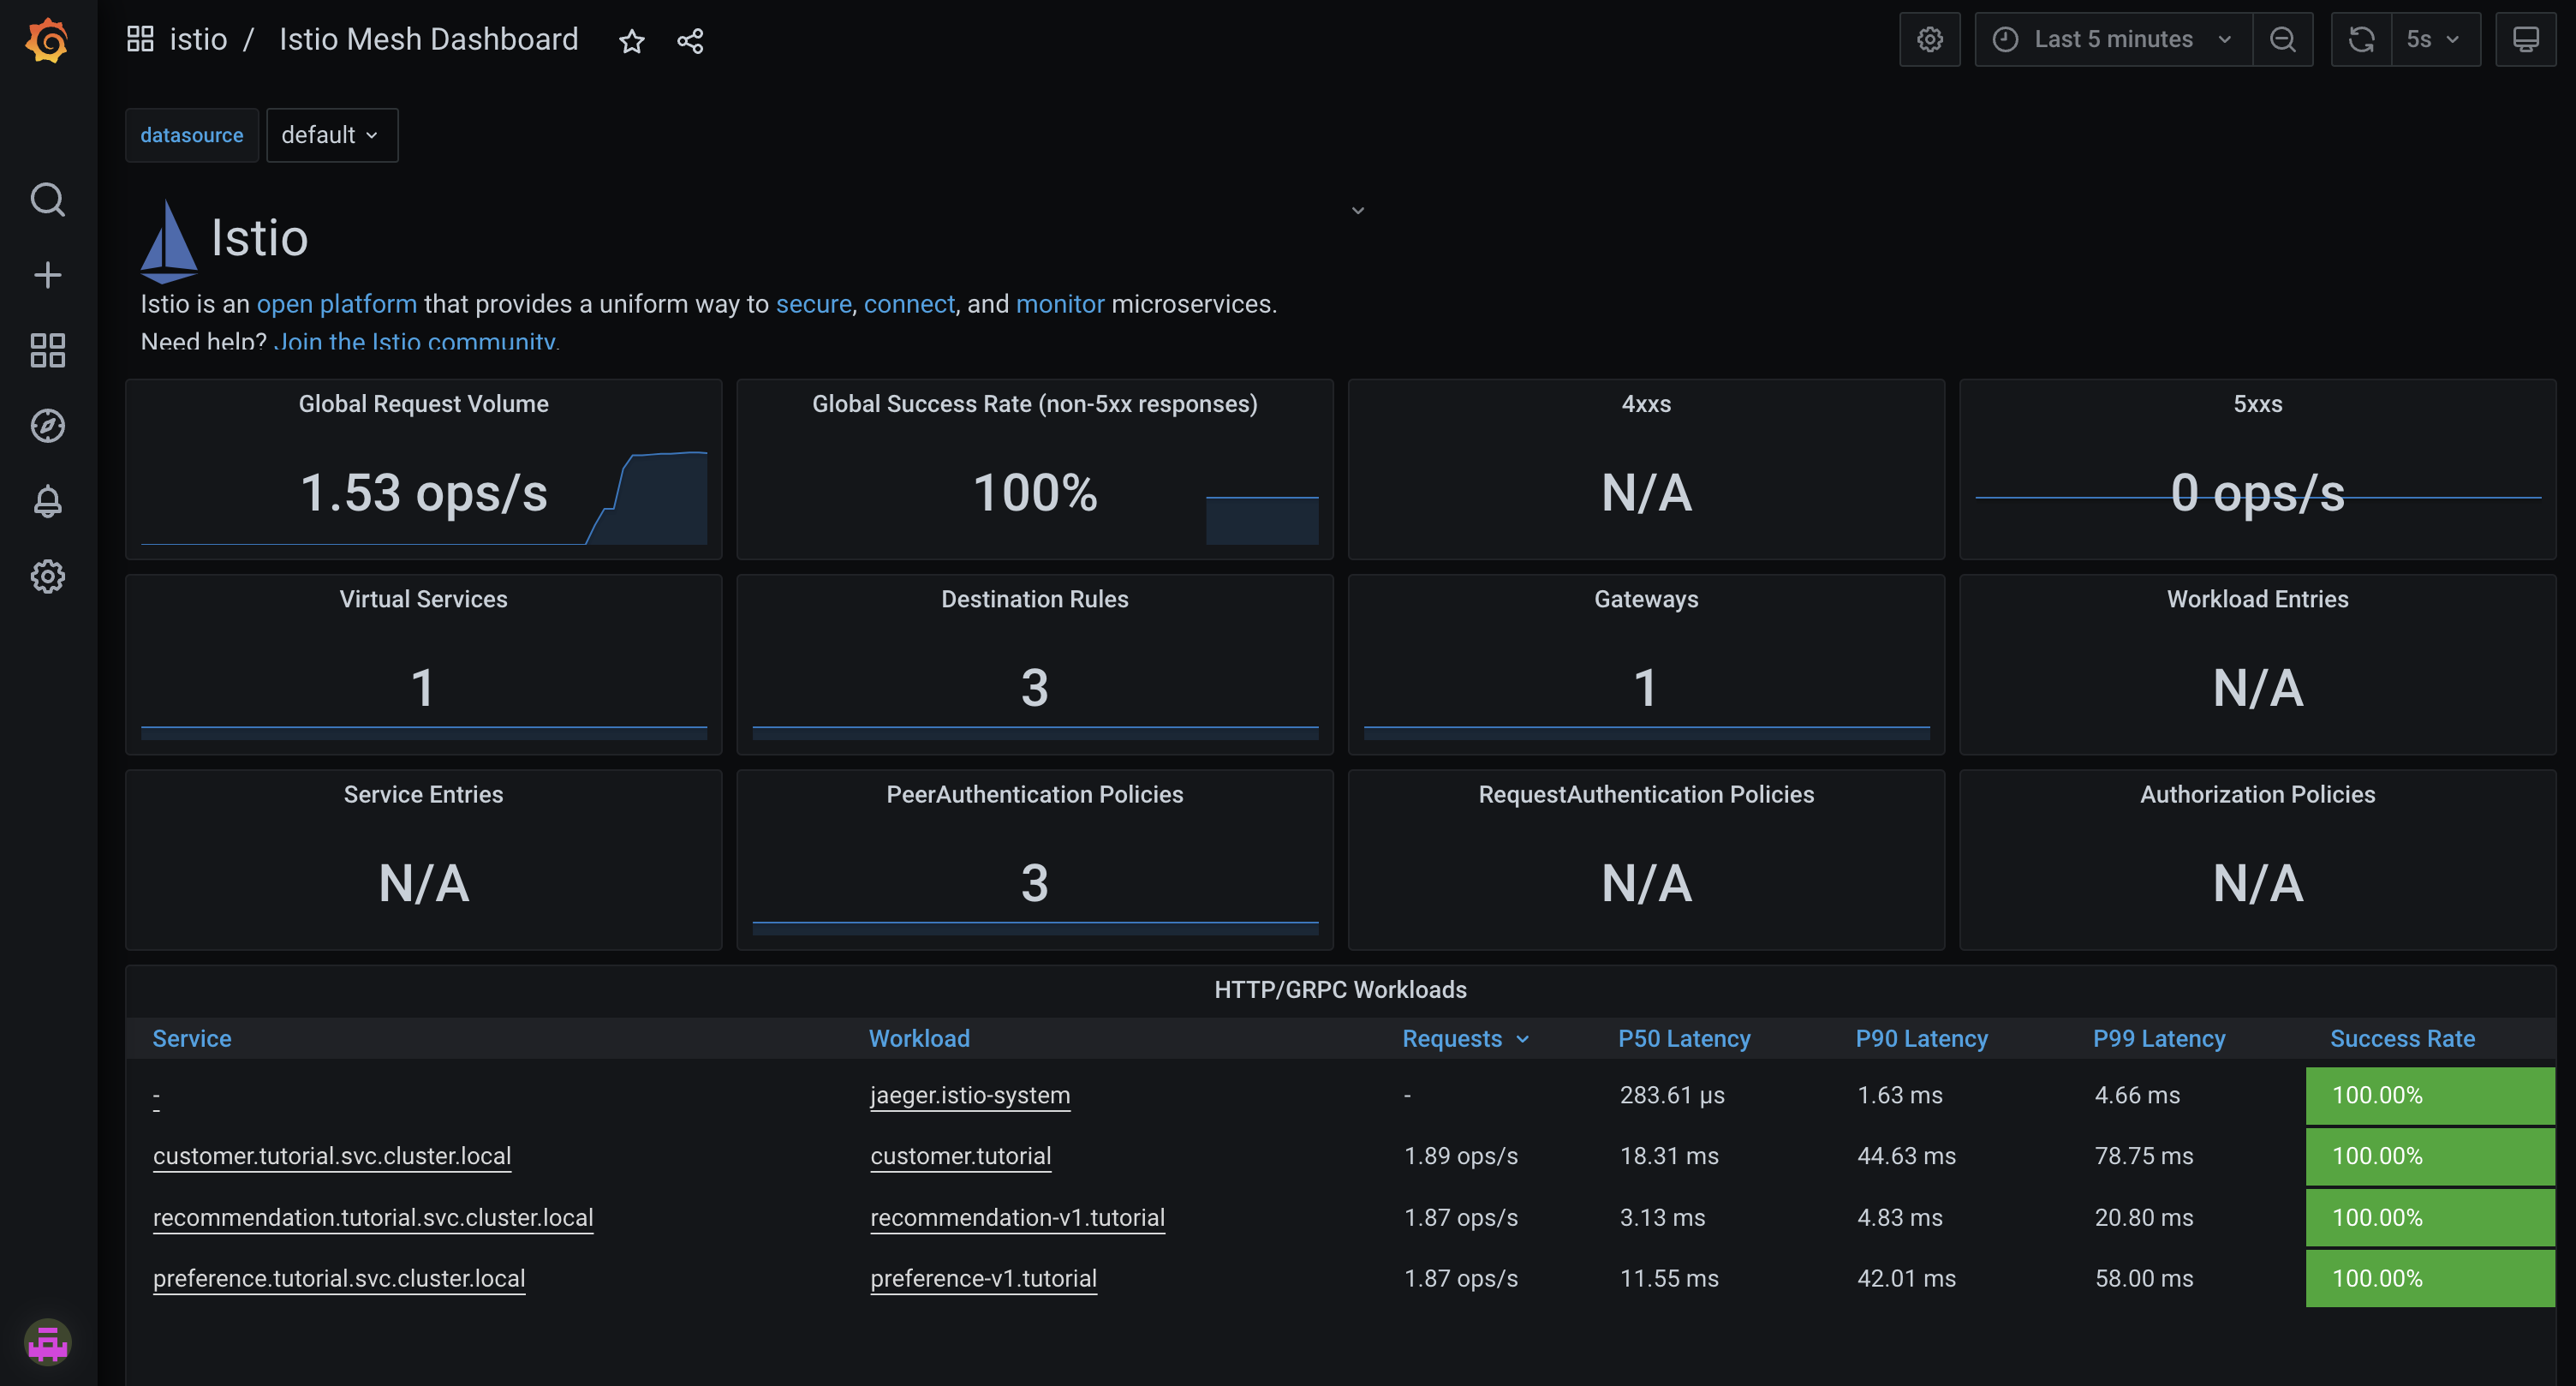 istio / Istio Mesh Dashboard
Last 5 minutes
5s
datasource default
Istio
Istio is an open platform that provides a uniform way to secure, connect, and monitor microservices.
Need help? Join the Istio community.
Global Request Volume
1.53 ops/s
Global Success Rate (non-5xx responses)
100%
4xxs
N/A
5xxs
0 ops/s
Virtual Services
1
Destination Rules
3
Gateways
1
Workload Entries
N/A
Service Entries
N/A
PeerAuthentication Policies
3
RequestAuthentication Policies
N/A
Authorization Policies
N/A
HTTP/GRPC Workloads
Service Workload Requests P50 Latency P90 Latency P99 Latency Success Rate
- jaeger.istio-system - 283.61 µs 1.63 ms 4.66 ms 100.00%
customer.tutorial.svc.cluster.local customer.tutorial 1.89 ops/s 18.31 ms 44.63 ms 78.75 ms 100.00%
recommendation.tutorial.svc.cluster.local recommendation-v1.tutorial 1.87 ops/s 3.13 ms 4.83 ms 20.80 ms 100.00%
preference.tutorial.svc.cluster.local preference-v1.tutorial 1.87 ops/s 11.55 ms 42.01 ms 58.00 ms 100.00%